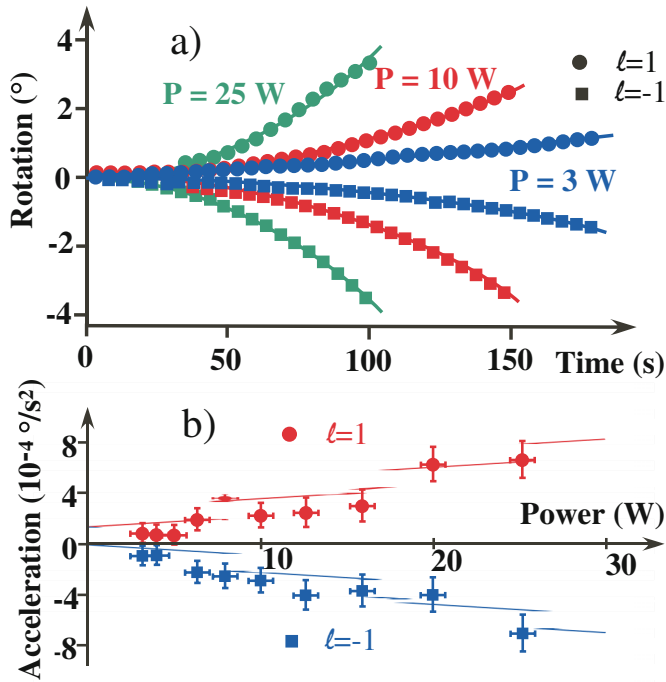 a)
4
2
0
-2
-4
Rotation (°)
P = 25 W
P = 10 W
P = 3 W
ℓ=1
ℓ=-1
0
50
100
150
Time (s)
b)
8
4
0
-4
-8
Acceleration (10⁻⁴ °/s²)
ℓ=1
Power (W)
10
20
30
ℓ=-1